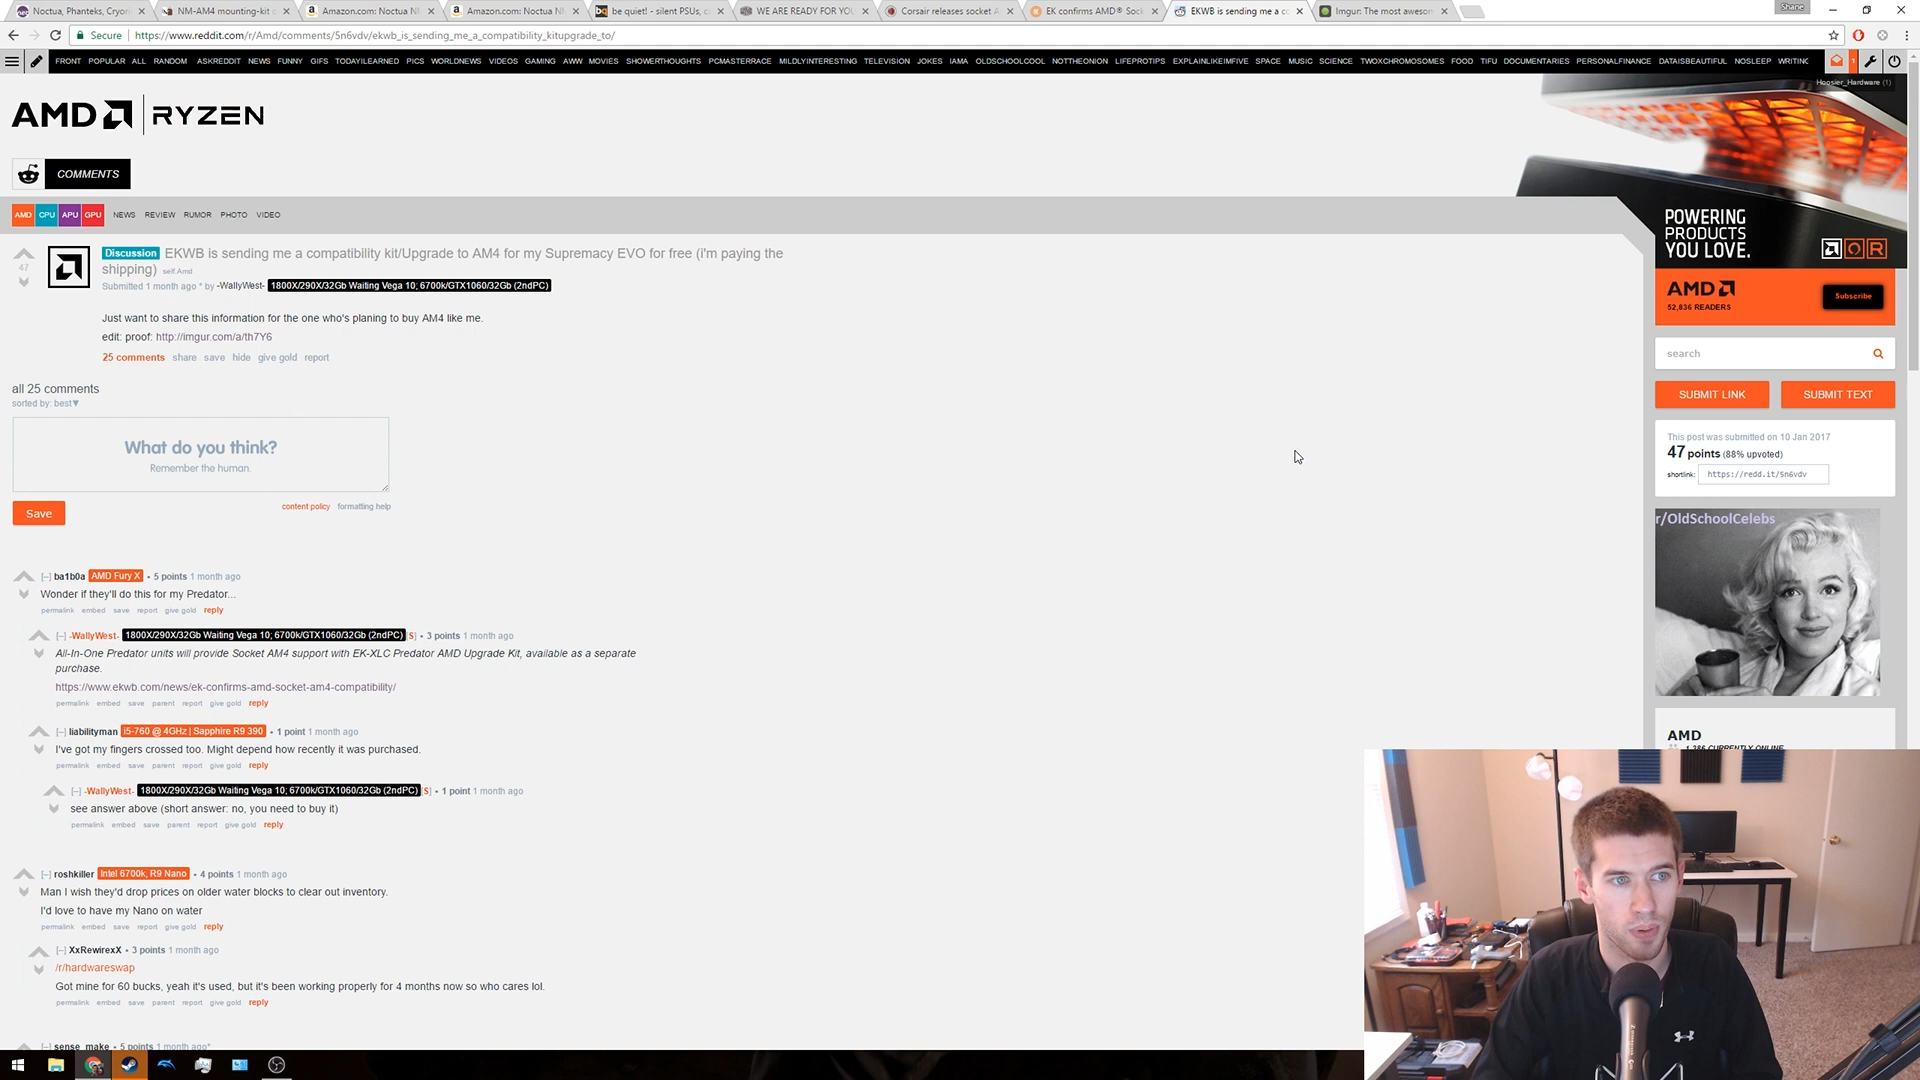 Noctua, Phanteks, Cryori
NM-AM4 mounting-kit o
Amazon.com: Noctua NM
Amazon.com: Noctua NH
be quiet! - silent PSUs, c
WE ARE READY FOR YOU
Corsair releases socket A
EK confirms AMD® Sock
EKWB is sending me a co
Imgur: The most awesom
Shane
Secure
https://www.reddit.com/r/Amd/comments/5n6vdv/ekwb_is_sending_me_a_compatibility_kitupgrade_to/
FRONT POPULAR ALL RANDOM ASKREDDIT NEWS FUNNY GIFS TODAYILEARNED PICS WORLDNEWS VIDEOS GAMING AWW MOVIES SHOWERTHOUGHTS PCMASTERRACE MILDLYINTERESTING TELEVISION JOKES IAMA OLDSCHOOLCOOL NOTTHEONION LIFEPROTIPS EXPLAINLIKEIMFIVE SPACE MUSIC SCIENCE TWOXCHROMOSOMES FOOD TIFU DOCUMENTARIES PERSONALFINANCE DATAISBEAUTIFUL NOSLEEP WRITING
1
Hoosier_Hardware (1)
AMD RYZEN
COMMENTS
AMD CPU APU GPU NEWS REVIEW RUMOR PHOTO VIDEO
47
Discussion EKWB is sending me a compatibility kit/Upgrade to AM4 for my Supremacy EVO for free (i'm paying the
shipping) self.Amd
Submitted 1 month ago * by -WallyWest- 1800X/290X/32Gb Waiting Vega 10; 6700k/GTX1060/32Gb (2ndPC)
Just want to share this information for the one who's planing to buy AM4 like me.
edit: proof: http://imgur.com/a/th7Y6
25 comments share save hide give gold report
all 25 comments
sorted by: best▼
What do you think?
Remember the human.
content policy formatting help
Save
[–] ba1b0a AMD Fury X • 5 points 1 month ago
Wonder if they'll do this for my Predator...
permalink embed save report give gold reply
[–] -WallyWest- 1800X/290X/32Gb Waiting Vega 10; 6700k/GTX1060/32Gb (2ndPC) [S] • 3 points 1 month ago
All-In-One Predator units will provide Socket AM4 support with EK-XLC Predator AMD Upgrade Kit, available as a separate
purchase.
https://www.ekwb.com/news/ek-confirms-amd-socket-am4-compatibility/
permalink embed save parent report give gold reply
[–] liabilityman i5-760 @ 4GHz | Sapphire R9 390 • 1 point 1 month ago
I've got my fingers crossed too. Might depend how recently it was purchased.
permalink embed save parent report give gold reply
[–] -WallyWest- 1800X/290X/32Gb Waiting Vega 10; 6700k/GTX1060/32Gb (2ndPC) [S] • 1 point 1 month ago
see answer above (short answer: no, you need to buy it)
permalink embed save parent report give gold reply
[–] roshkiller Intel 6700k, R9 Nano • 4 points 1 month ago
Man I wish they'd drop prices on older water blocks to clear out inventory.
I'd love to have my Nano on water
permalink embed save report give gold reply
[–] XxRewirexX • 3 points 1 month ago
/r/hardwareswap
Got mine for 60 bucks, yeah it's used, but it's been working properly for 4 months now so who cares lol.
permalink embed save parent report give gold reply
sense_make • 5 points 1 month ago*
POWERING
PRODUCTS
YOU LOVE.
AMD
52,836 READERS
Subscribe
search
SUBMIT LINK
SUBMIT TEXT
This post was submitted on 10 Jan 2017
47 points (88% upvoted)
shortlink: https://redd.it/5n6vdv
r/OldSchoolCelebs
AMD
1,386 CURRENTLY ONLINE